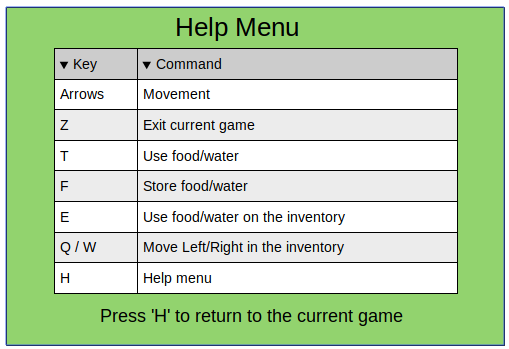 Help Menu
▼ Key ▼ Command
Arrows Movement
Z Exit current game
T Use food/water
F Store food/water
E Use food/water on the inventory
Q / W Move Left/Right in the inventory
H Help menu
Press 'H' to return to the current game